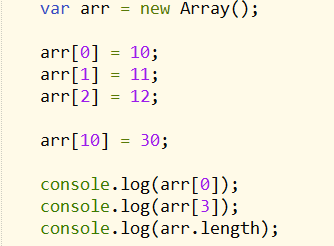 var arr = new Array();
arr[0] = 10;
arr[1] = 11;
arr[2] = 12;
arr[10] = 30;
console.log(arr[0]);
console.log(arr[3]);
console.log(arr.length);